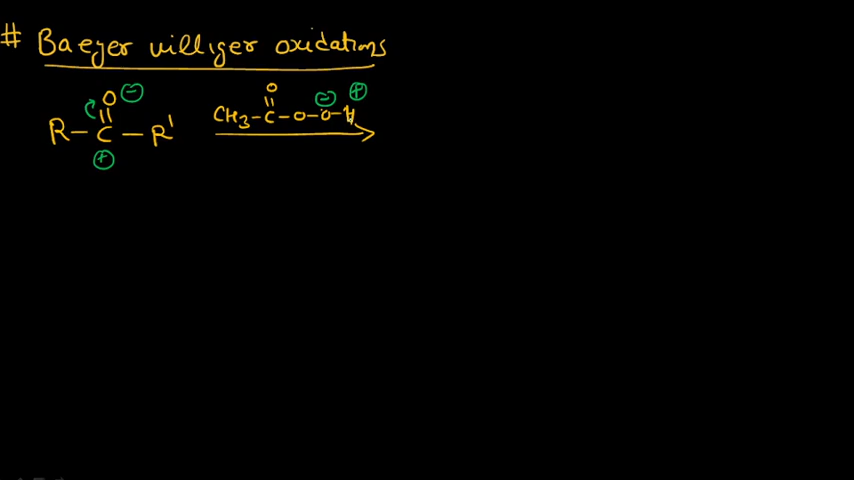 # Baeyer villiger oxidations
O ⊖ O ⊖ ⊕
R-C-R' CH3-C-O-O-H
⊕